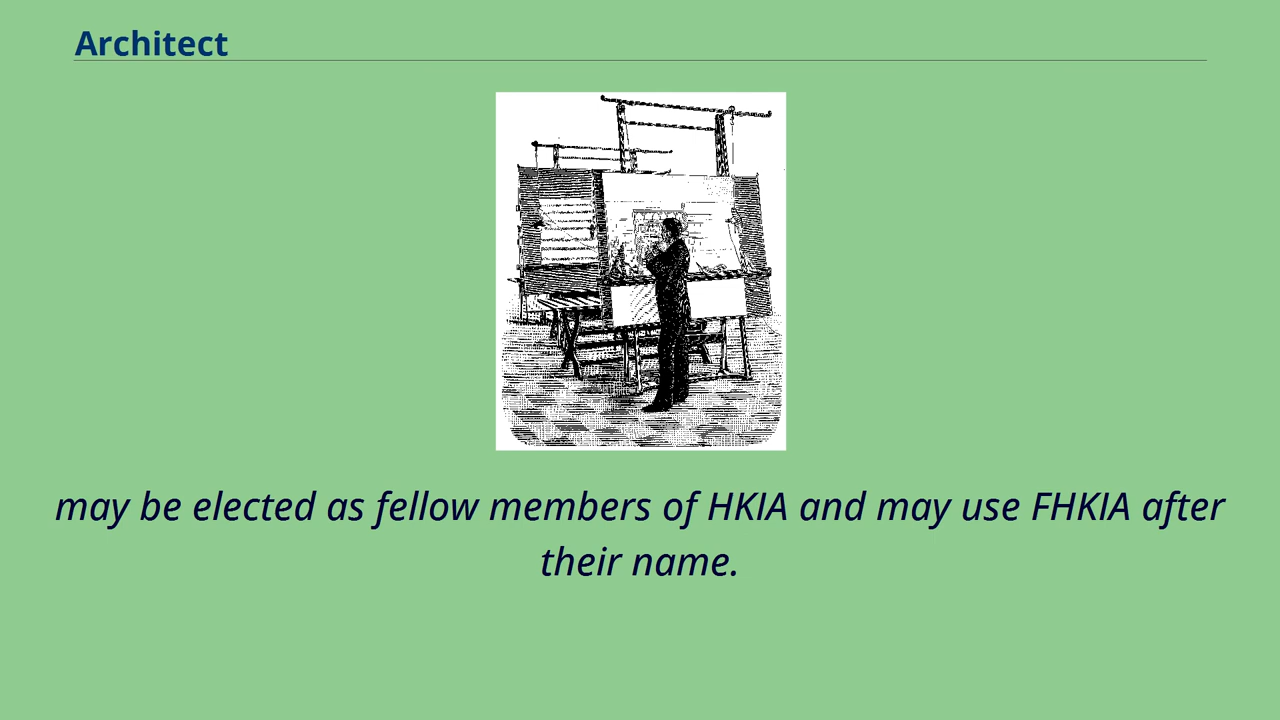 Architect
may be elected as fellow members of HKIA and may use FHKIA after
their name.